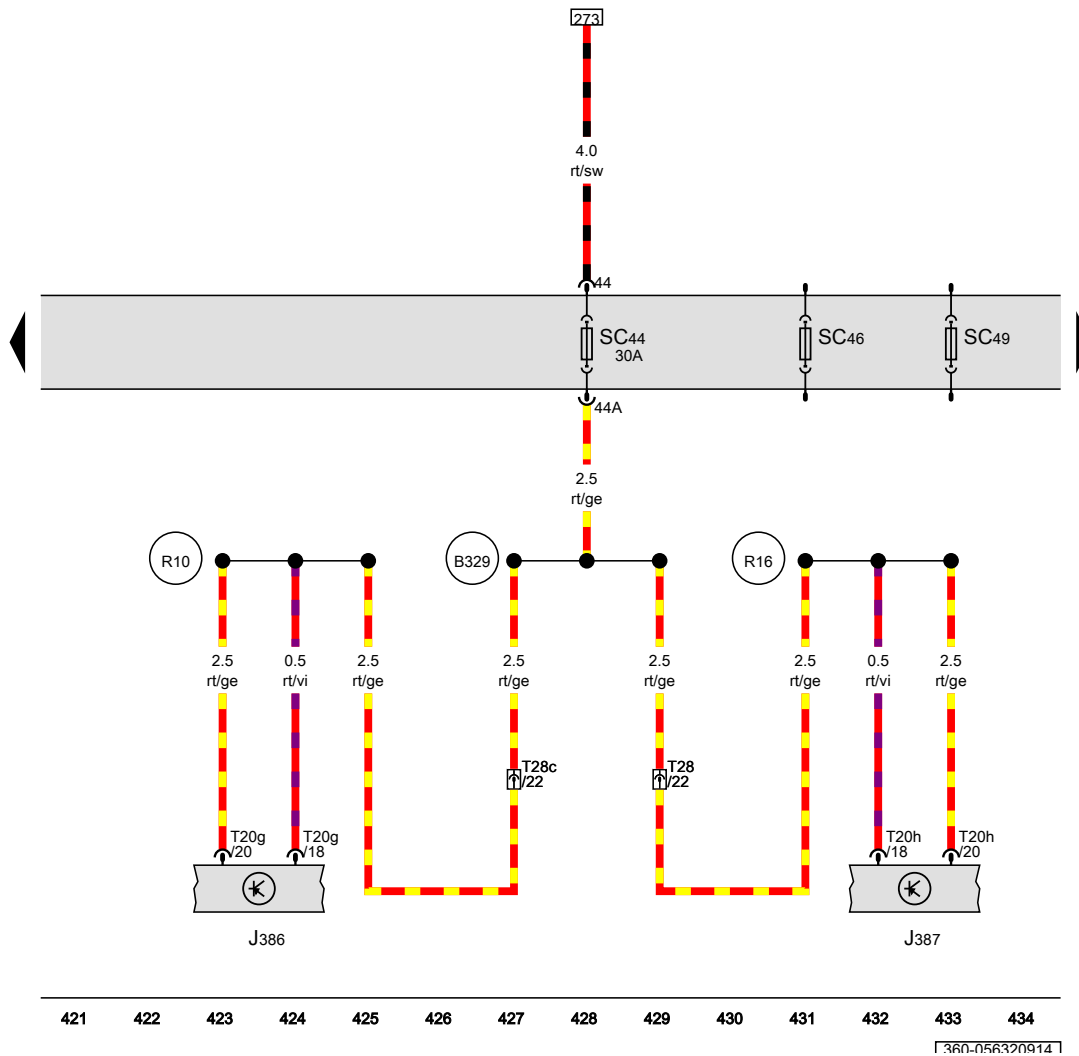 273
4.0
rt/sw
44
SC44
30A
SC46
SC49
44A
2.5
rt/ge
R10
B329
R16
2.5
rt/ge
0.5
rt/vi
2.5
rt/ge
2.5
rt/ge
2.5
rt/ge
2.5
rt/ge
0.5
rt/vi
2.5
rt/ge
T28c
/22
T28
/22
T20g
/20
T20g
/18
T20h
/18
T20h
/20
J386
J387
421 422 423 424 425 426 427 428 429 430 431 432 433 434
360-056320914